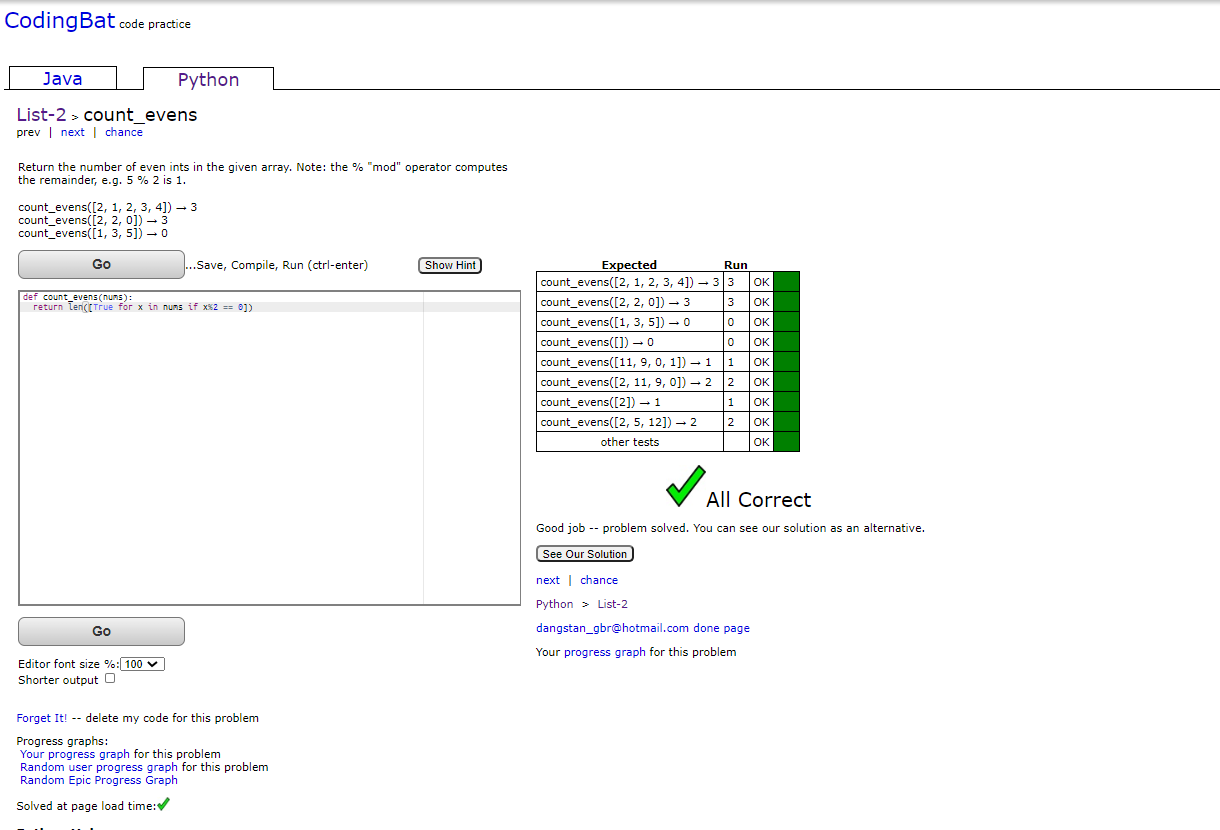 CodingBat code practice
Java
Python
List-2 > count_evens
prev | next | chance
Return the number of even ints in the given array. Note: the % "mod" operator computes
the remainder, e.g. 5 % 2 is 1.
count_evens([2, 1, 2, 3, 4]) → 3
count_evens([2, 2, 0]) → 3
count_evens([1, 3, 5]) → 0
Go
...Save, Compile, Run (ctrl-enter)
Show Hint
def count_evens(nums):
  return len([True for x in nums if x%2 == 0])
Go
Editor font size %: 100
Shorter output
Forget It! -- delete my code for this problem
Progress graphs:
Your progress graph for this problem
Random user progress graph for this problem
Random Epic Progress Graph
Solved at page load time:
Expected Run
count_evens([2, 1, 2, 3, 4]) → 3 3 OK
count_evens([2, 2, 0]) → 3 3 OK
count_evens([1, 3, 5]) → 0 0 OK
count_evens([]) → 0 0 OK
count_evens([11, 9, 0, 1]) → 1 1 OK
count_evens([2, 11, 9, 0]) → 2 2 OK
count_evens([2]) → 1 1 OK
count_evens([2, 5, 12]) → 2 2 OK
other tests OK
All Correct
Good job -- problem solved. You can see our solution as an alternative.
See Our Solution
next | chance
Python > List-2
dangstan_gbr@hotmail.com done page
Your progress graph for this problem